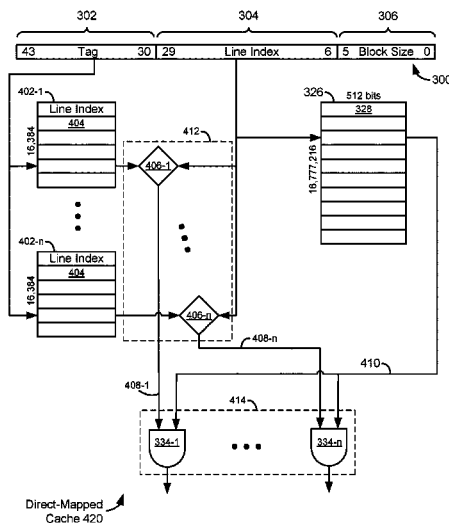 302 304 306
43 Tag 30 29 Line Index 6 5 Block Size 0
300
402-1
Line Index
404
16,384
412
406-1
326
512 bits
328
16,777,216
402-n
Line Index
404
16,384
406-n
408-n
408-1
410
414
334-1
334-n
Direct-Mapped
Cache 420